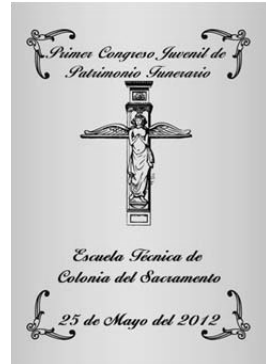 Primer Congreso Juvenil de
Patrimonio Funerario
Escuela Técnica de
Colonia del Sacramento
25 de Mayo del 2012